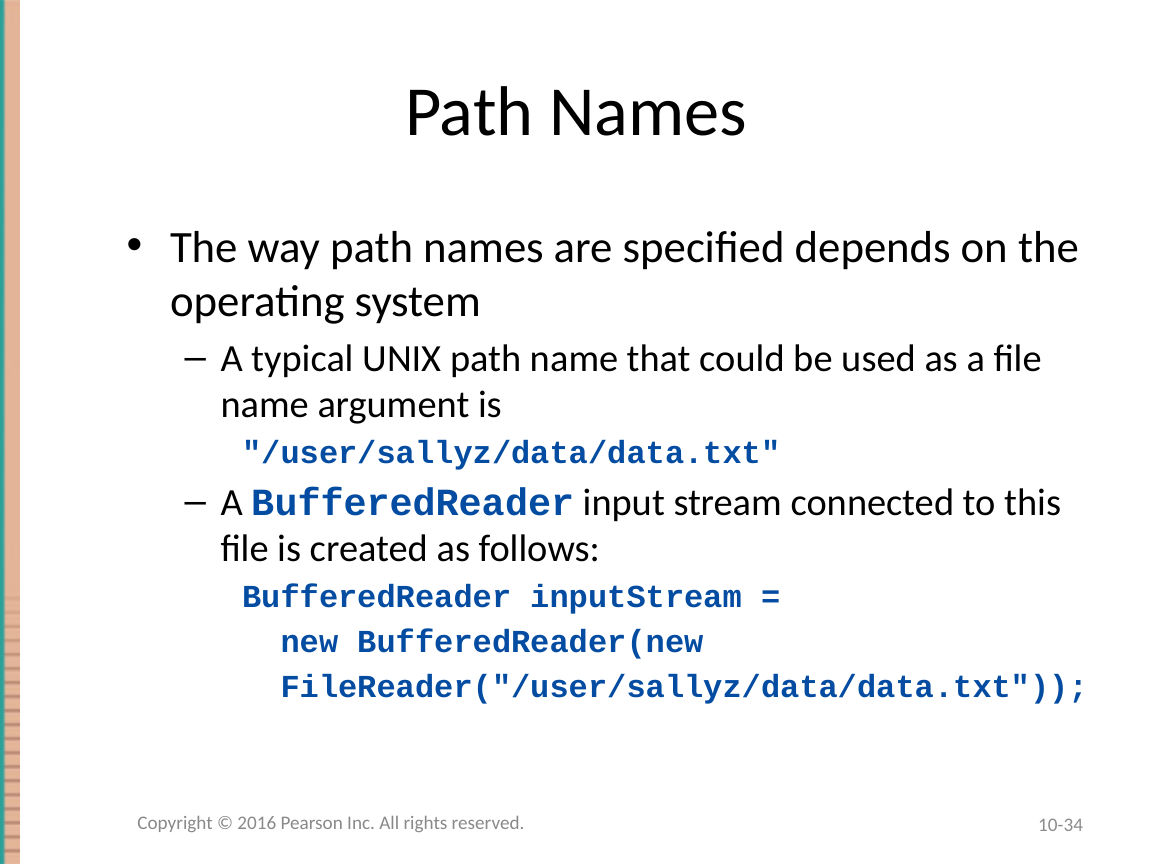 Path Names
• The way path names are specified depends on the
operating system
– A typical UNIX path name that could be used as a file
name argument is
"/user/sallyz/data/data.txt"
– A BufferedReader input stream connected to this
file is created as follows:
BufferedReader inputStream =
new BufferedReader(new
FileReader("/user/sallyz/data/data.txt"));
Copyright © 2016 Pearson Inc. All rights reserved.
10-34